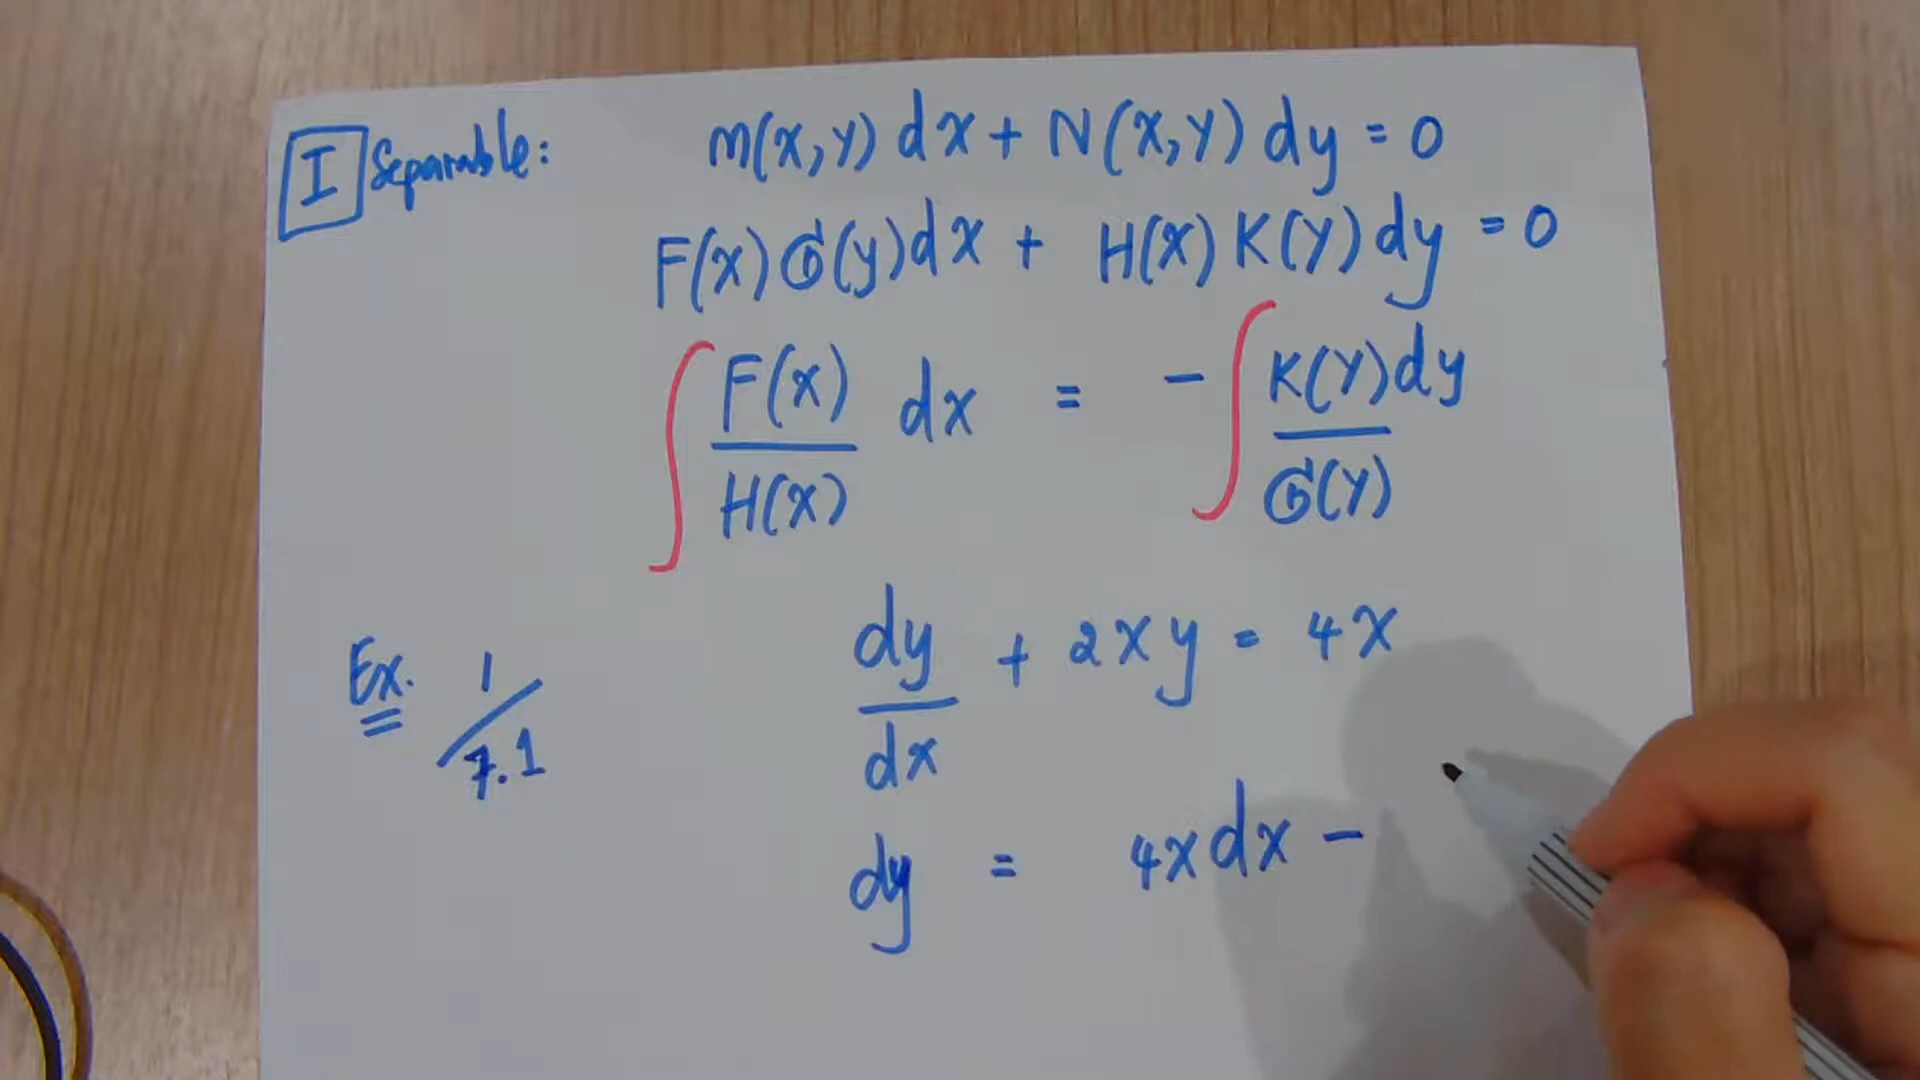 I Separable: M(x,y) dx + N(x,y) dy = 0
F(x) G(y) dx + H(x) K(y) dy = 0
∫ F(x)/H(x) dx = - ∫ K(y) dy/G(y)
Ex. 1/7.1 dy/dx + 2xy = 4x
dy = 4x dx -